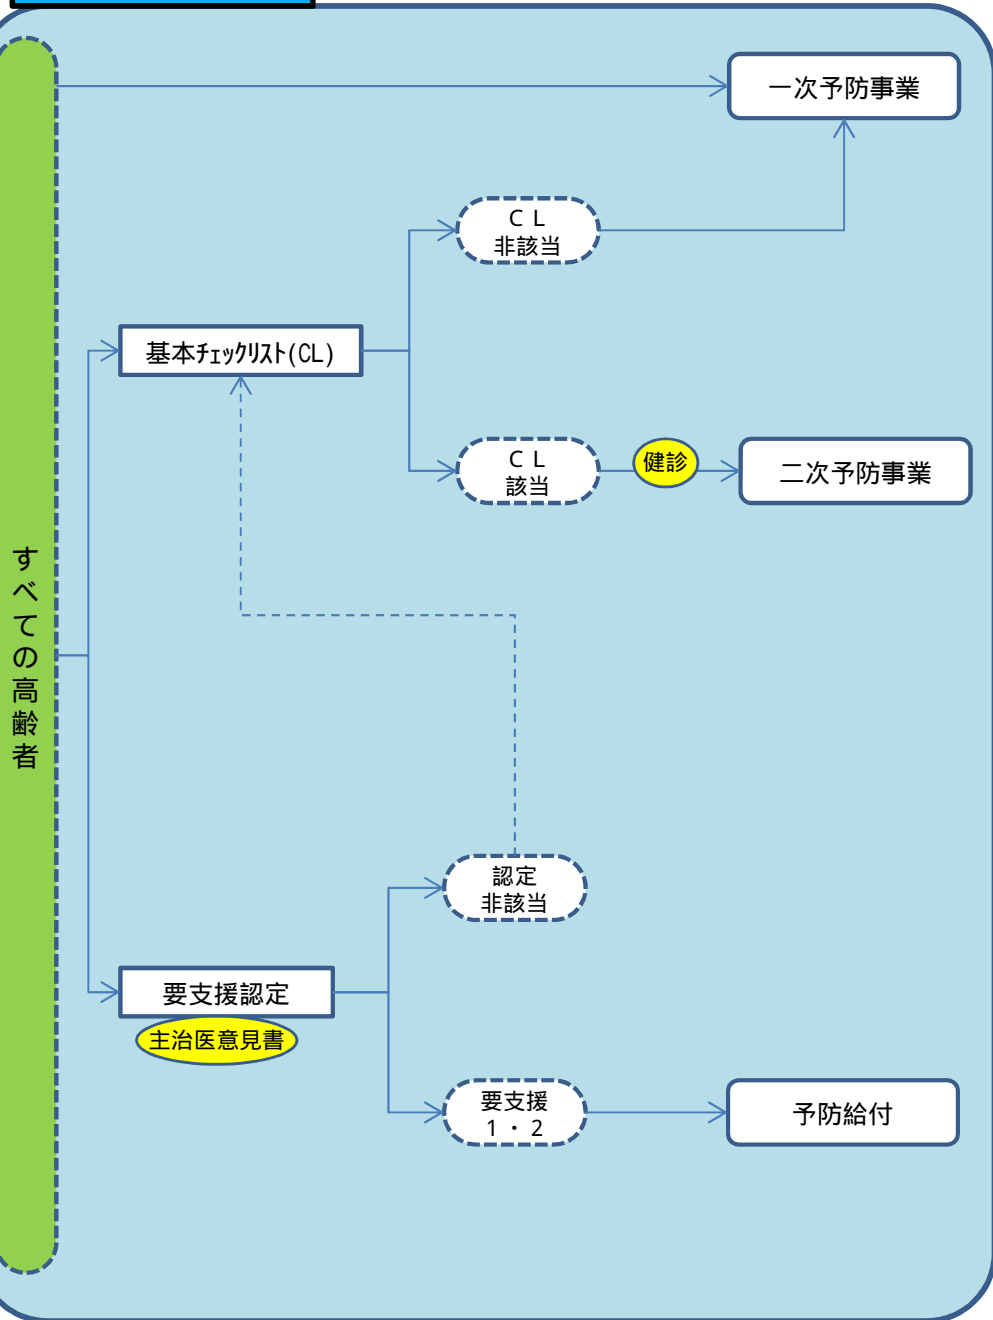 一次予防事業
ＣＬ
非該当
基本ﾁｪｯｸﾘｽﾄ(CL)
ＣＬ
該当
健診
二次予防事業
すべての高齢者
認定
非該当
要支援認定
主治医意見書
要支援
１・２
予防給付